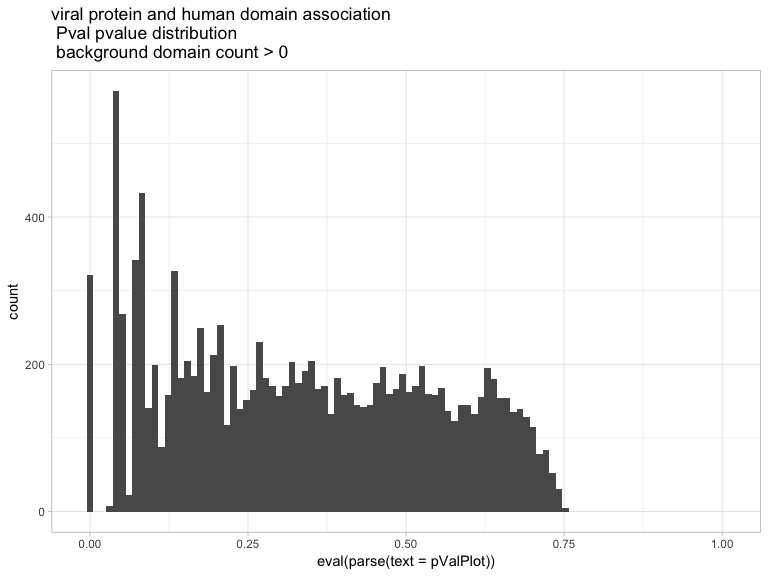 viral protein and human domain association
Pval pvalue distribution
background domain count > 0
count
400
200
0
0.00 0.25 0.50 0.75 1.00
eval(parse(text = pValPlot))